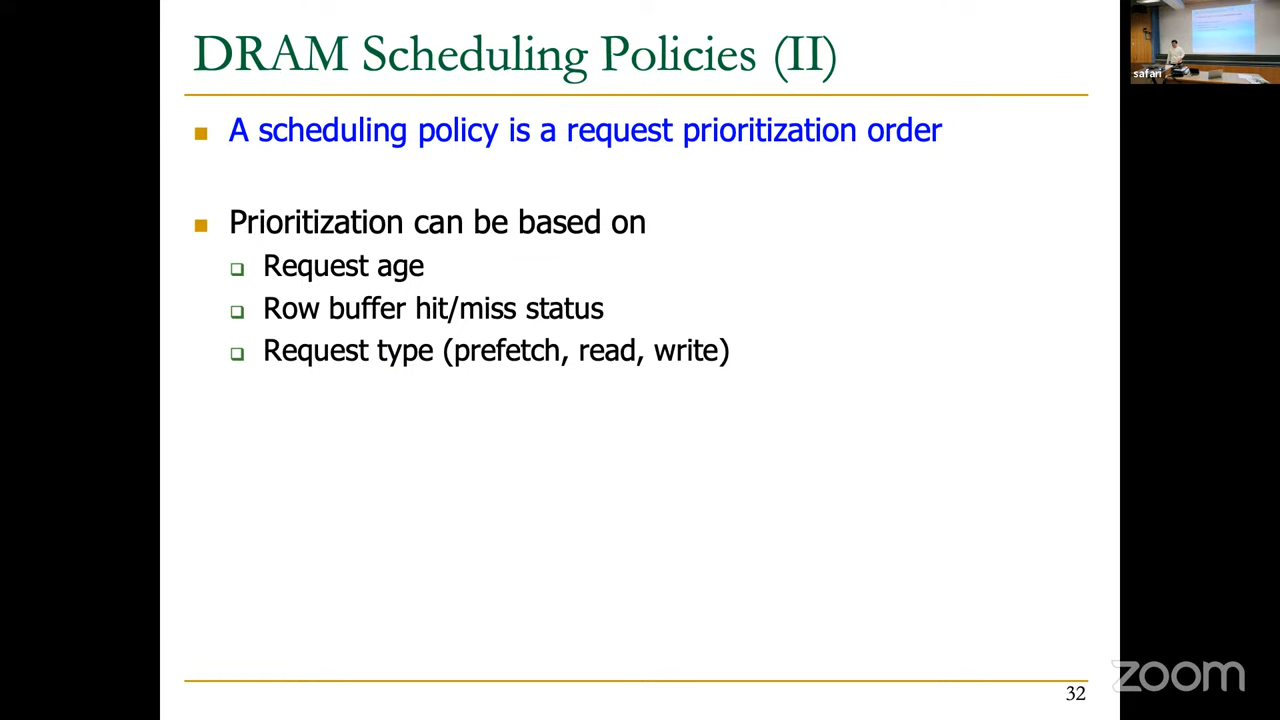 DRAM Scheduling Policies (II)
A scheduling policy is a request prioritization order
Prioritization can be based on
Request age
Row buffer hit/miss status
Request type (prefetch, read, write)
32
safari
zoom